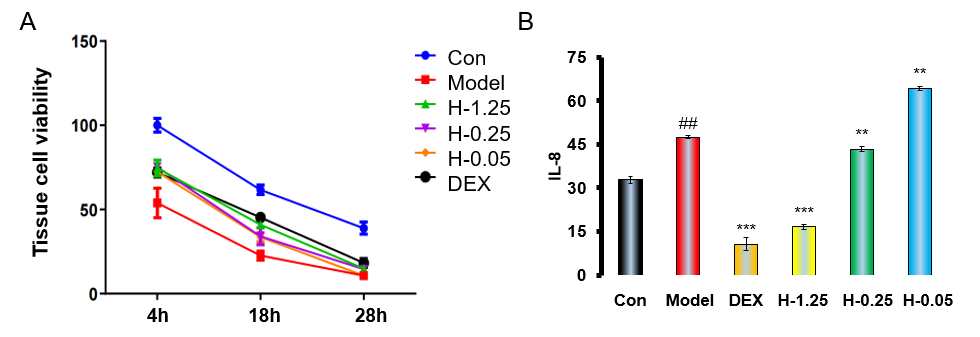 A
Tissue cell viability
150
100
50
0
4h
18h
28h
Con
Model
H-1.25
H-0.25
H-0.05
DEX
B
IL-8
75
60
45
30
15
0
##
***
***
**
**
Con
Model
DEX
H-1.25
H-0.25
H-0.05